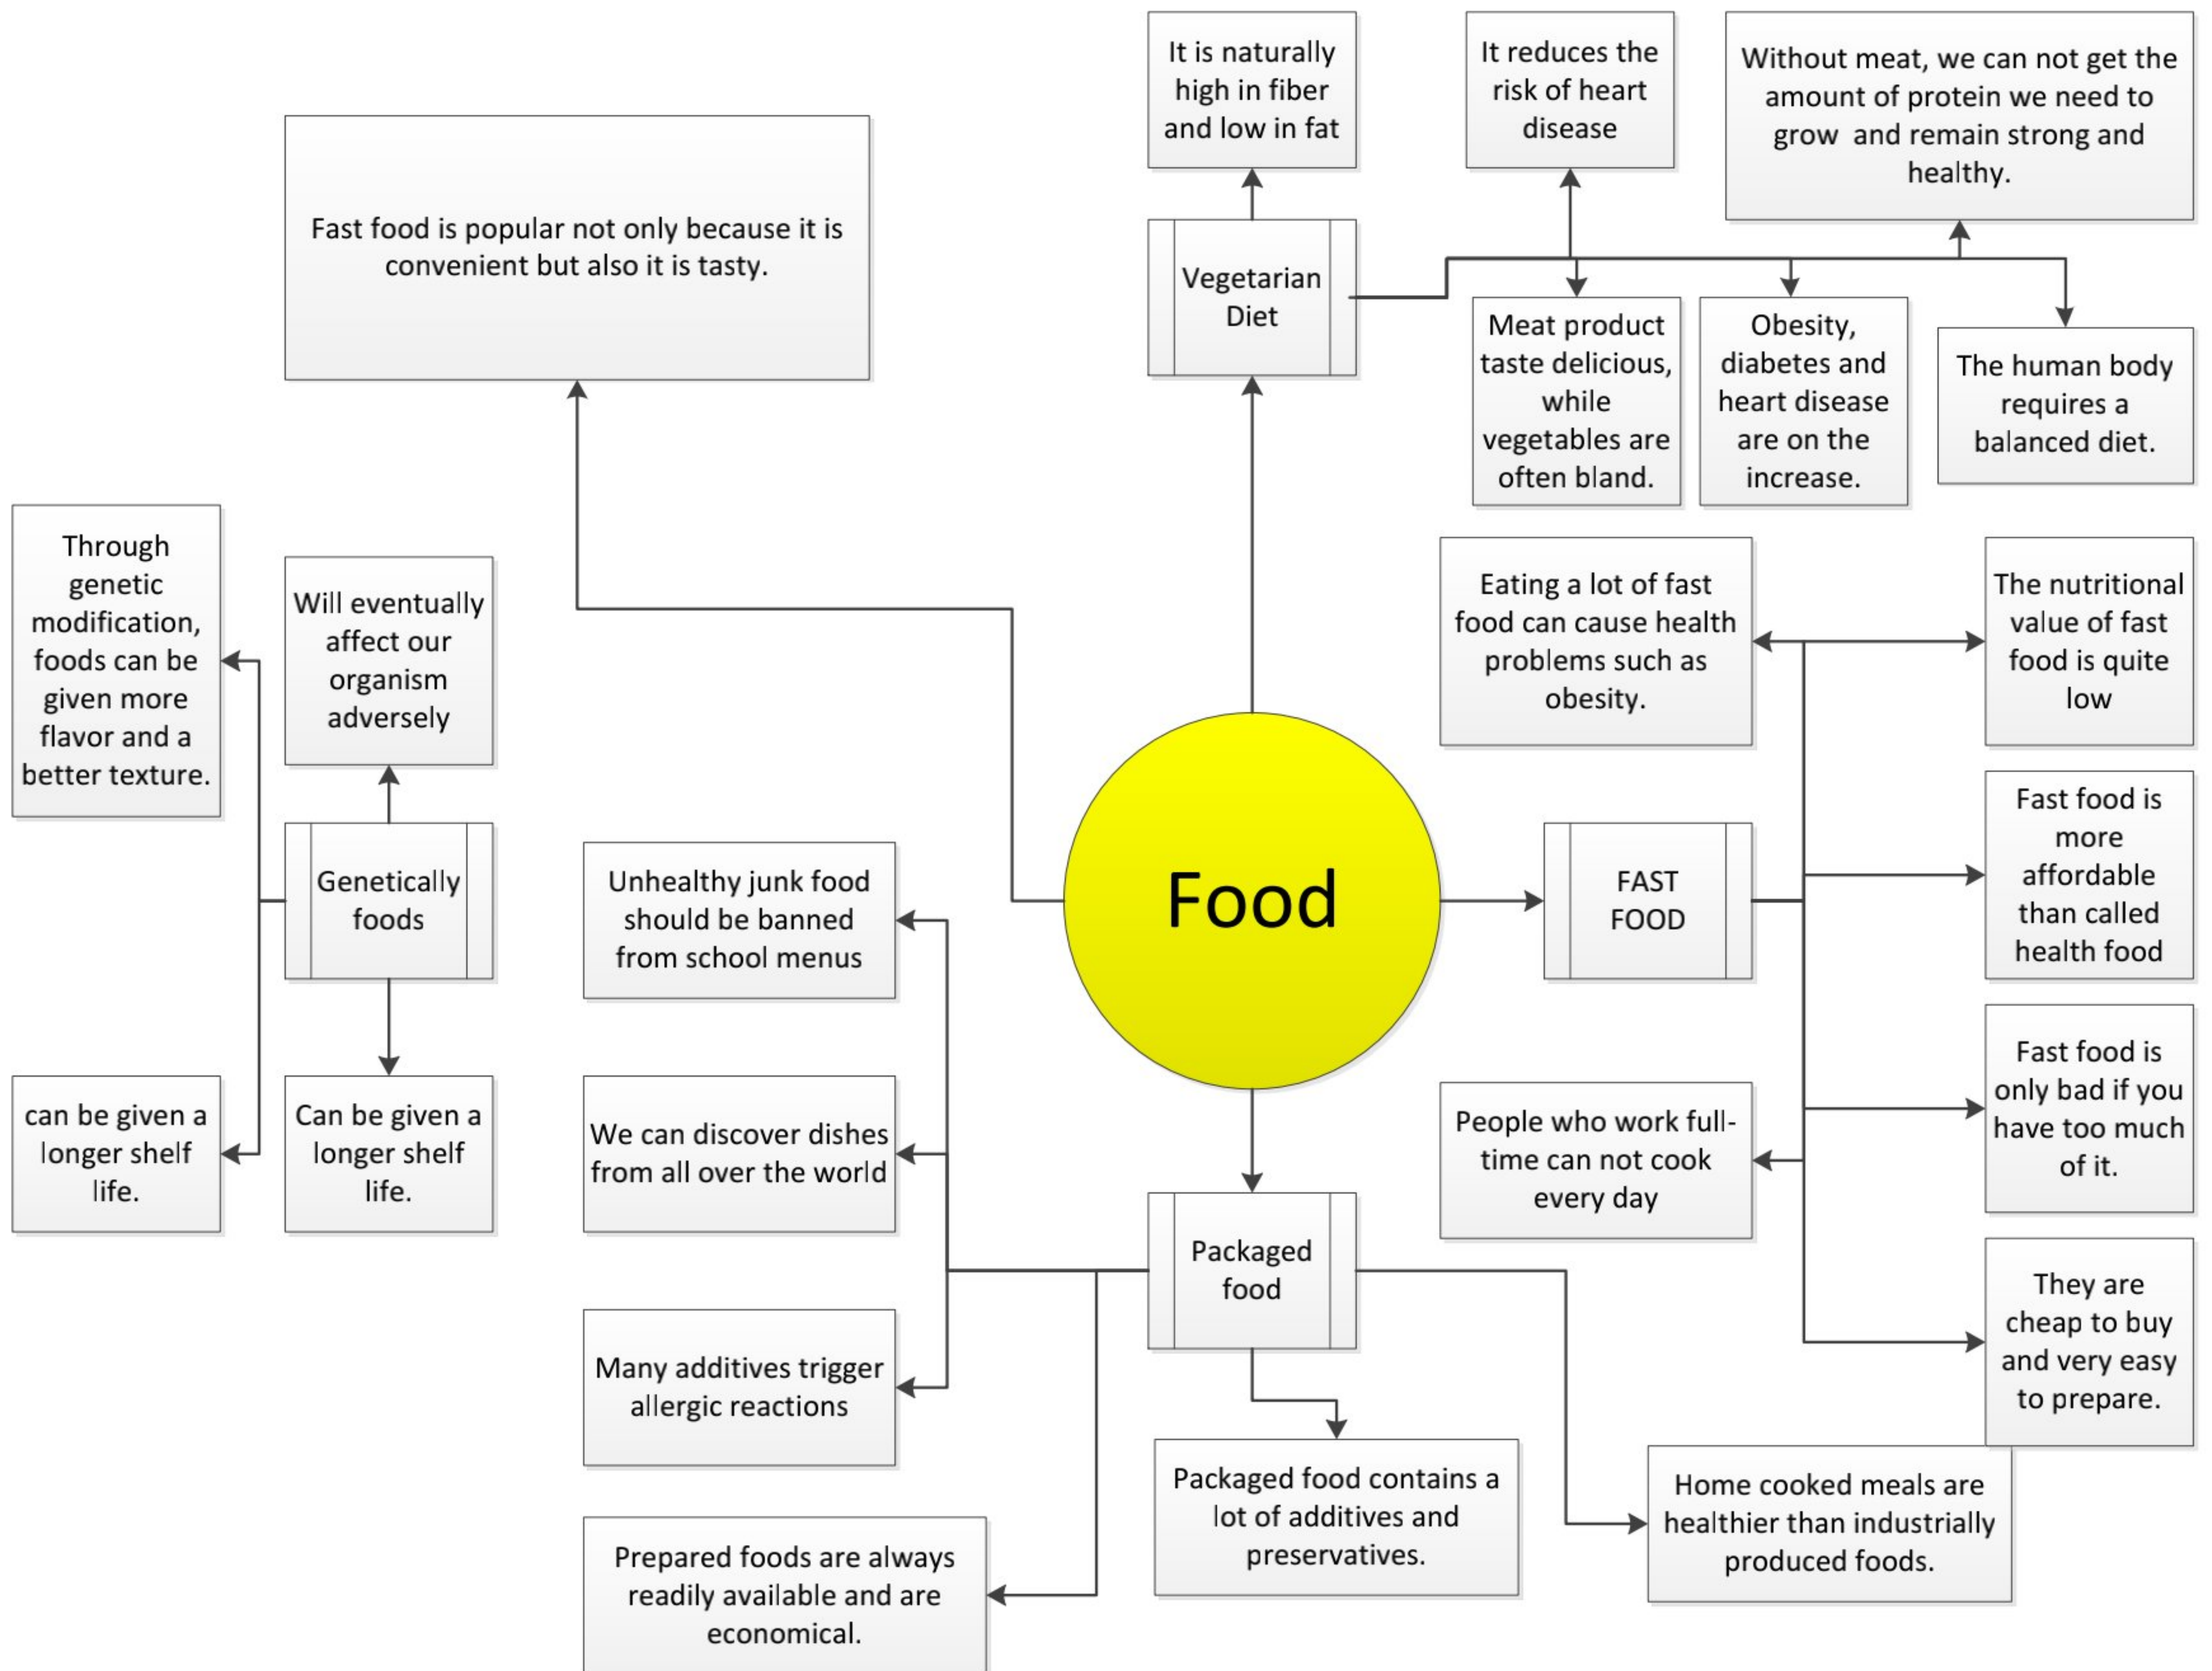 It is naturally
high in fiber
and low in fat
It reduces the
risk of heart
disease
Without meat, we can not get the
amount of protein we need to
grow and remain strong and
healthy.
Fast food is popular not only because it is
convenient but also it is tasty.
Vegetarian
Diet
Meat product
taste delicious,
while
vegetables are
often bland.
Obesity,
diabetes and
heart disease
are on the
increase.
The human body
requires a
balanced diet.
Through
genetic
modification,
foods can be
given more
flavor and a
better texture.
Will eventually
affect our
organism
adversely
Eating a lot of fast
food can cause health
problems such as
obesity.
The nutritional
value of fast
food is quite
low
Genetically
foods
Unhealthy junk food
should be banned
from school menus
Food
FAST
FOOD
Fast food is
more
affordable
than called
health food
can be given a
longer shelf
life.
Can be given a
longer shelf
life.
We can discover dishes
from all over the world
People who work full-
time can not cook
every day
Fast food is
only bad if you
have too much
of it.
Packaged
food
Many additives trigger
allergic reactions
They are
cheap to buy
and very easy
to prepare.
Prepared foods are always
readily available and are
economical.
Packaged food contains a
lot of additives and
preservatives.
Home cooked meals are
healthier than industrially
produced foods.